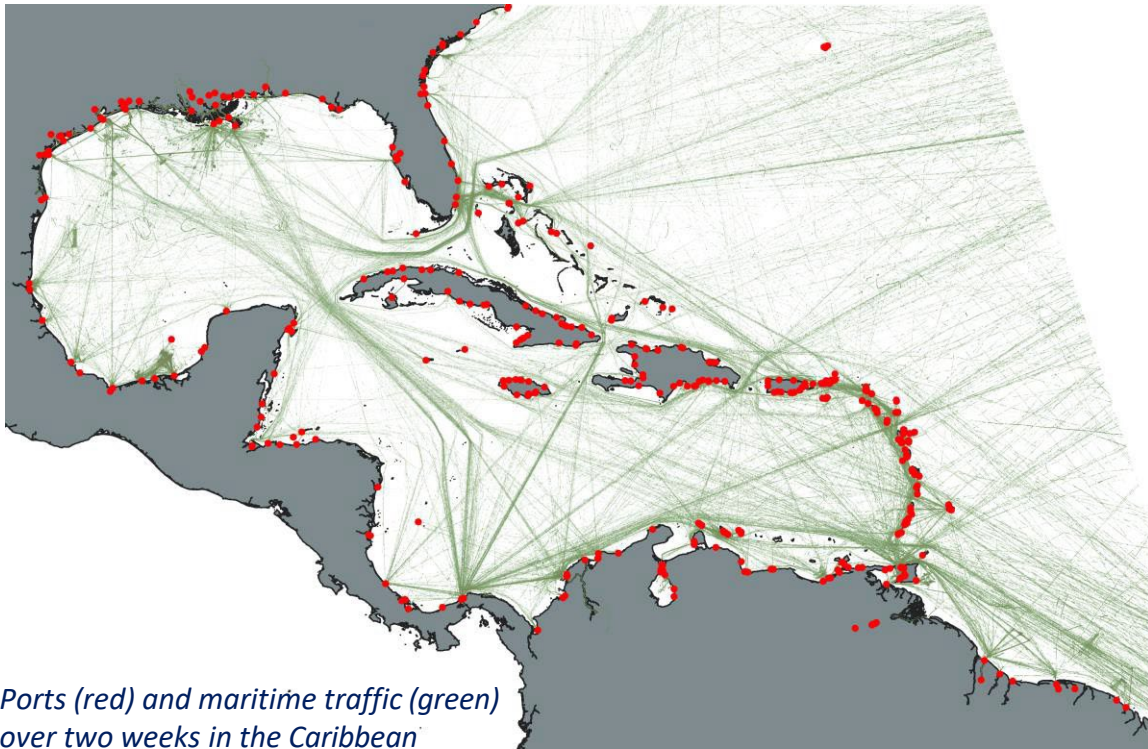 Ports (red) and maritime traffic (green)
over two weeks in the Caribbean